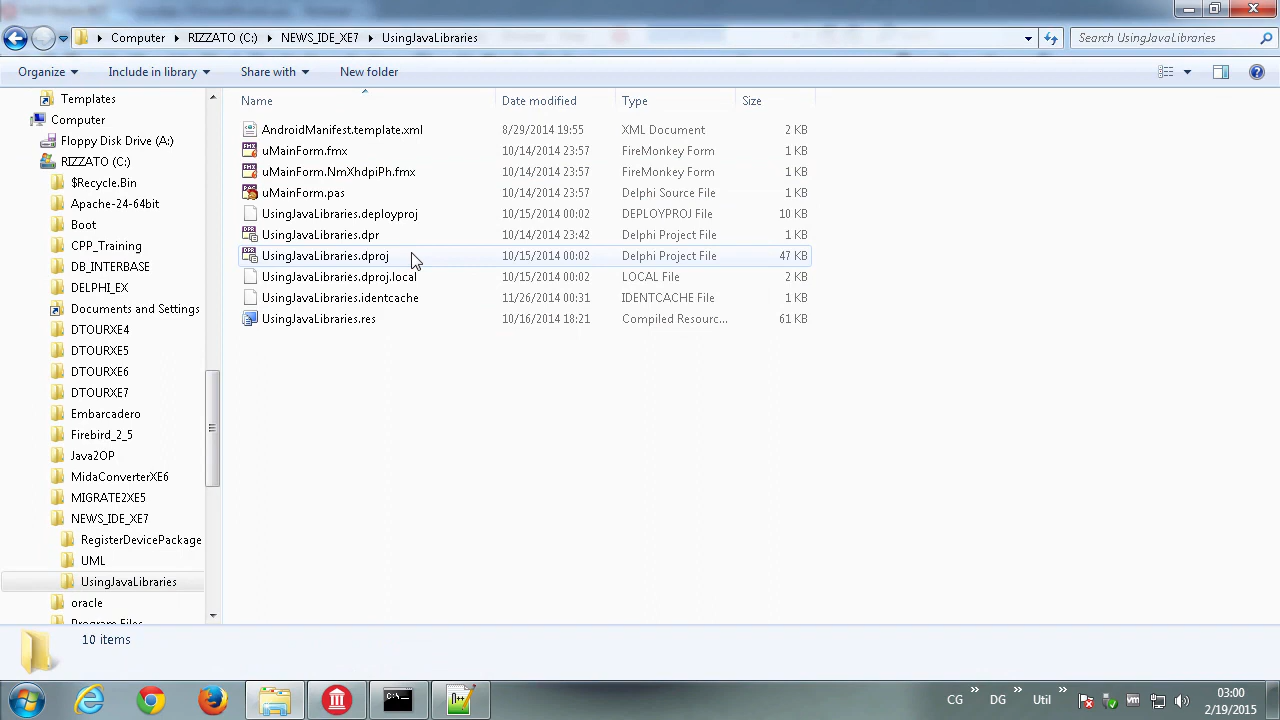 Computer ▸ RIZZATO (C:) ▸ NEWS_IDE_XE7 ▸ UsingJavaLibraries
Search UsingJavaLibraries
Organize Include in library Share with New folder
Name Date modified Type Size
Templates
Computer
Floppy Disk Drive (A:)
RIZZATO (C:)
$Recycle.Bin
Apache-24-64bit
Boot
CPP_Training
DB_INTERBASE
DELPHI_EX
Documents and Settings
DTOURXE4
DTOURXE5
DTOURXE6
DTOURXE7
Embarcadero
Firebird_2_5
Java2OP
MidaConverterXE6
MIGRATE2XE5
NEWS_IDE_XE7
RegisterDevicePackage
UML
UsingJavaLibraries
oracle
Program Files
AndroidManifest.template.xml 8/29/2014 19:55 XML Document 2 KB
uMainForm.fmx 10/14/2014 23:57 FireMonkey Form 1 KB
uMainForm.NmXhdpiPh.fmx 10/14/2014 23:57 FireMonkey Form 1 KB
uMainForm.pas 10/14/2014 23:57 Delphi Source File 1 KB
UsingJavaLibraries.deployproj 10/15/2014 00:02 DEPLOYPROJ File 10 KB
UsingJavaLibraries.dpr 10/14/2014 23:42 Delphi Project File 1 KB
UsingJavaLibraries.dproj 10/15/2014 00:02 Delphi Project File 47 KB
UsingJavaLibraries.dproj.local 10/15/2014 00:02 LOCAL File 2 KB
UsingJavaLibraries.identcache 11/26/2014 00:31 IDENTCACHE File 1 KB
UsingJavaLibraries.res 10/16/2014 18:21 Compiled Resourc... 61 KB
10 items
CG » DG » Util »
03:00
2/19/2015